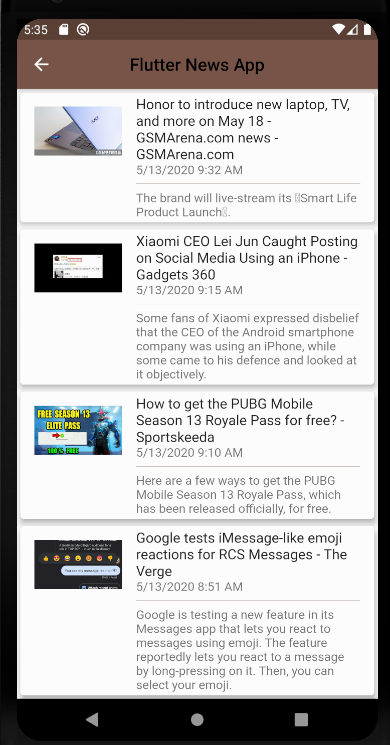 5:35
Flutter News App
Honor to introduce new laptop, TV,
and more on May 18 -
GSMArena.com news -
GSMArena.com
GSMArena
5/13/2020 9:32 AM
The brand will live-stream its Smart Life
Product Launch.
Xiaomi CEO Lei Jun Caught Posting
on Social Media Using an iPhone -
Gadgets 360
5/13/2020 9:15 AM
Some fans of Xiaomi expressed disbelief
that the CEO of the Android smartphone
company was using an iPhone, while
some came to his defence and looked at
it objectively.
FREE SEASON 13
ELITE PASS
100% FREE
How to get the PUBG Mobile
Season 13 Royale Pass for free? -
Sportskeeda
5/13/2020 9:10 AM
Here are a few ways to get the PUBG
Mobile Season 13 Royale Pass, which
has been released officially, for free.
Google tests iMessage-like emoji
reactions for RCS Messages - The
Verge
5/13/2020 8:51 AM
Google is testing a new feature in its
Messages app that lets you react to
messages using emoji. The feature
reportedly lets you react to a message
by long-pressing on it. Then, you can
select your emoji.